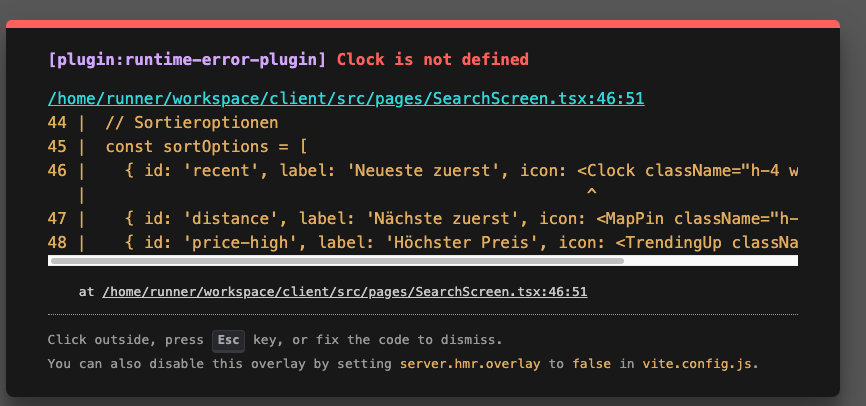 [plugin:runtime-error-plugin] Clock is not defined
/home/runner/workspace/client/src/pages/SearchScreen.tsx:46:51
44 |  // Sortieroptionen
45 |  const sortOptions = [
46 |    { id: 'recent', label: 'Neueste zuerst', icon: <Clock className="h-4 w
   |                                                    ^
47 |    { id: 'distance', label: 'Nächste zuerst', icon: <MapPin className="h-
48 |    { id: 'price-high', label: 'Höchster Preis', icon: <TrendingUp classNa
at /home/runner/workspace/client/src/pages/SearchScreen.tsx:46:51
Click outside, press Esc key, or fix the code to dismiss.
You can also disable this overlay by setting server.hmr.overlay to false in vite.config.js.